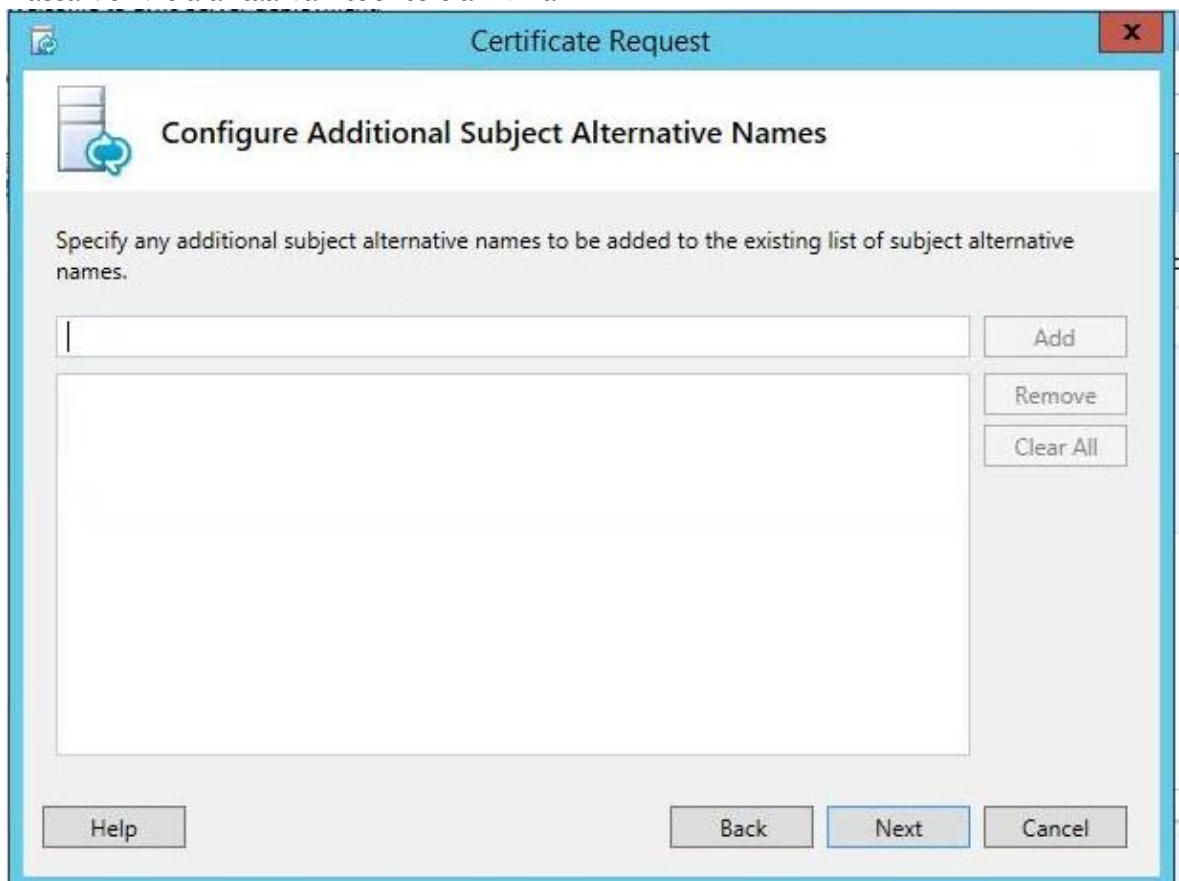 Certificate Request
x
Configure Additional Subject Alternative Names
Specify any additional subject alternative names to be added to the existing list of subject alternative
names.
Add
Remove
Clear All
Help
Back
Next
Cancel